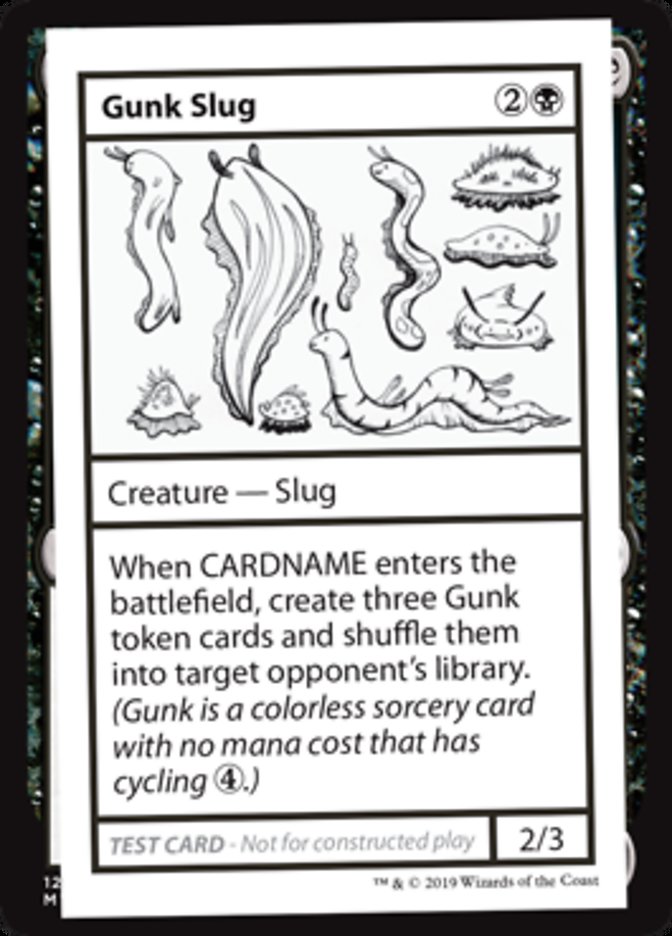 Gunk Slug ②
Creature — Slug
When CARDNAME enters the
battlefield, create three Gunk
token cards and shuffle them
into target opponent's library.
(Gunk is a colorless sorcery card
with no mana cost that has
cycling ④.)
TEST CARD - Not for constructed play 2/3
12
M
™ & © 2019 Wizards of the Coast